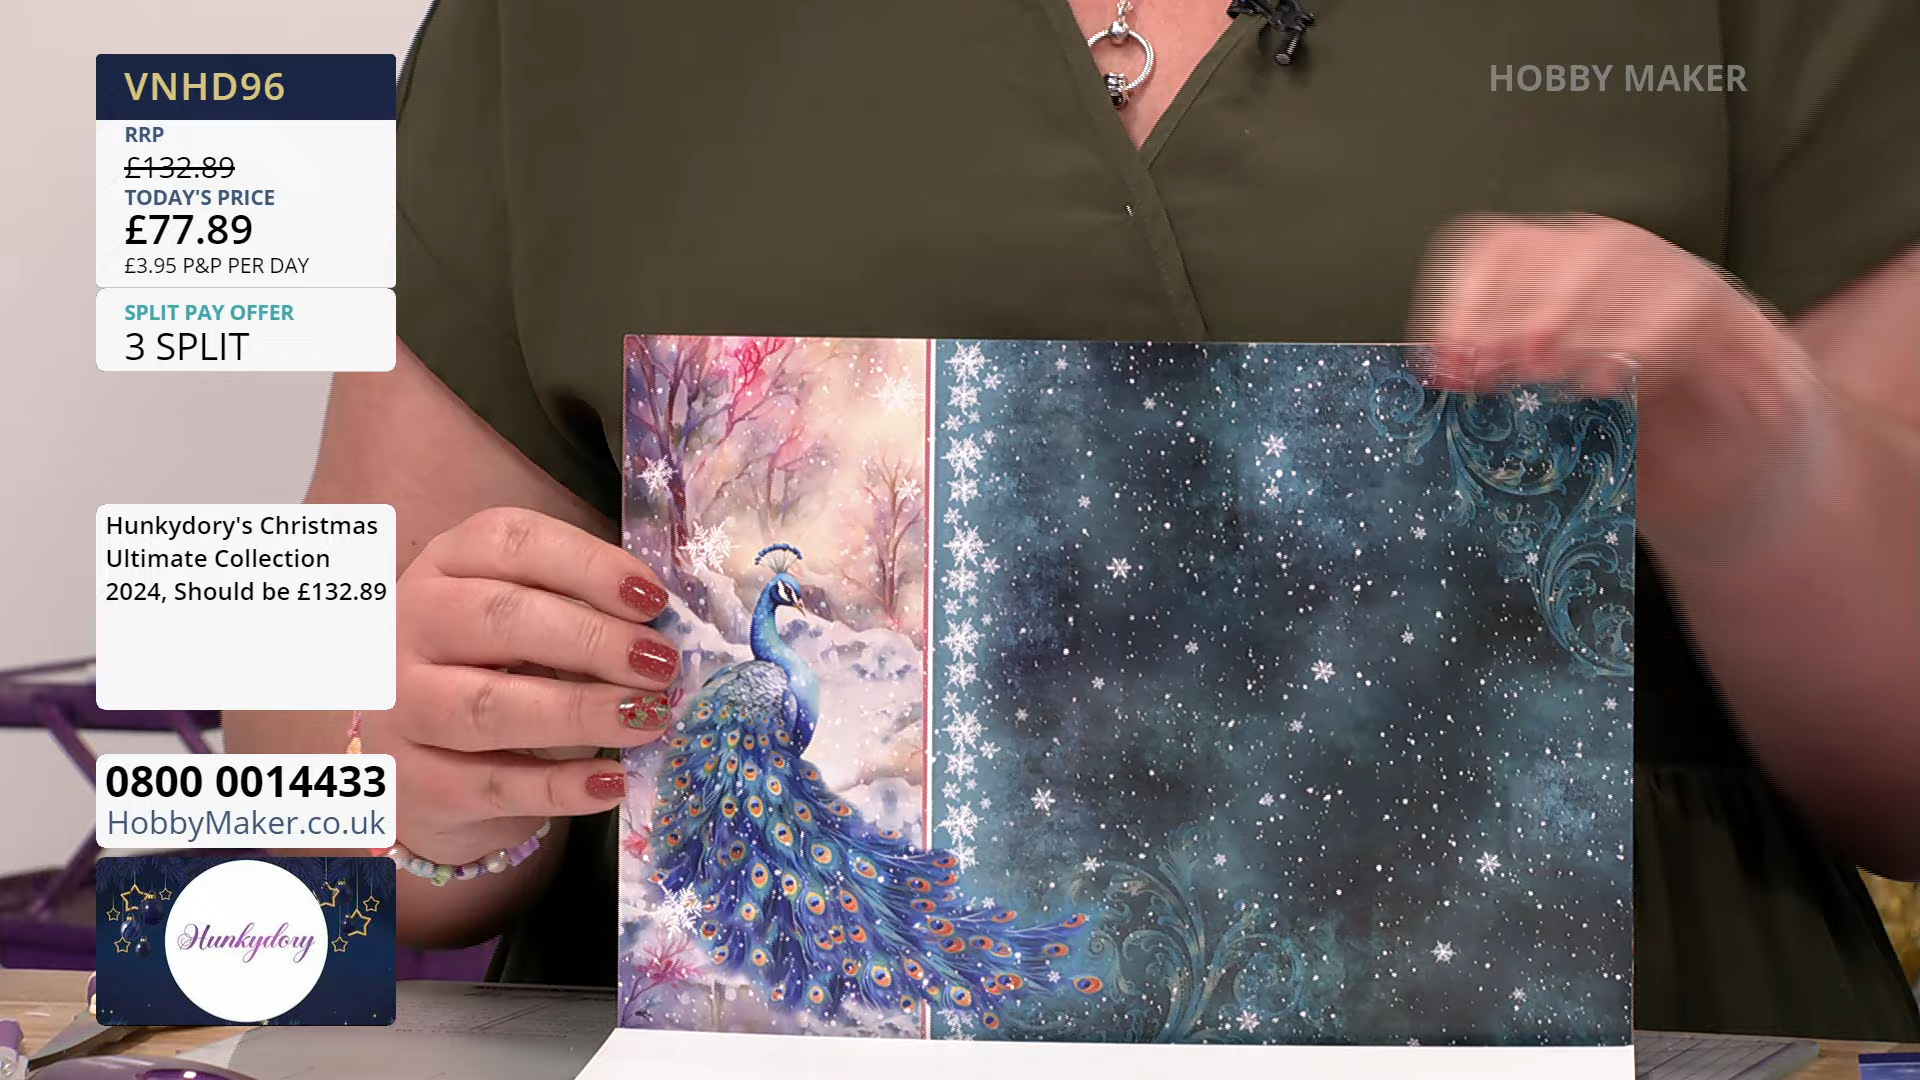 VNHD96
RRP
£132.89
TODAY'S PRICE
£77.89
£3.95 P&P PER DAY
SPLIT PAY OFFER
3 SPLIT
HOBBY MAKER
Hunkydory's Christmas
Ultimate Collection
2024, Should be £132.89
0800 0014433
HobbyMaker.co.uk
Hunkydory